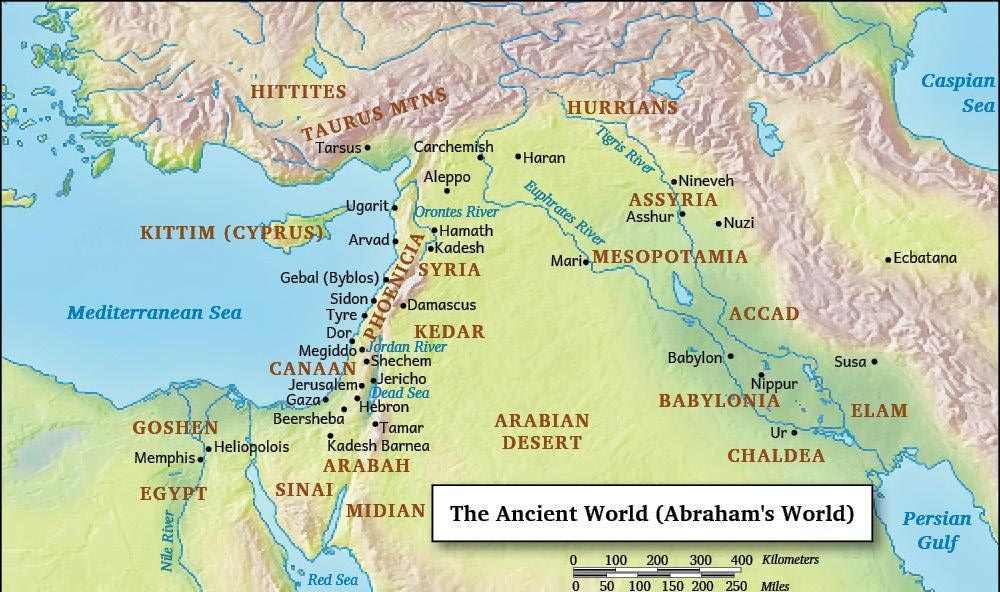 Caspian
Sea
HITTITES
TAURUS MTNS
HURRIANS
Tarsus
Carchemish
Haran
Tigris River
Aleppo
Nineveh
ASSYRIA
Ugarit
Orontes River
Euphrates River
Asshur
Nuzi
KITTIM (CYPRUS)
Arvad
Hamath
Kadesh
Mari
MESOPOTAMIA
Ecbatana
PHOENICIA
SYRIA
Gebal (Byblos)
Sidon
Damascus
Mediterranean Sea
Tyre
ACCAD
Dor
KEDAR
Megiddo
Jordan River
Babylon
Susa
CANAAN
Shechem
Jerusalem
Jericho
Nippur
Gaza
Dead Sea
BABYLONIA
Hebron
ELAM
Beersheba
GOSHEN
Tamar
ARABIAN
DESERT
Ur
Heliopolois
Kadesh Barnea
Memphis
ARABAH
CHALDEA
EGYPT
SINAI
MIDIAN
The Ancient World (Abraham's World)
Persian
Gulf
Nile River
Red Sea
0 100 200 300 400 Kilometers
0 50 100 150 200 250 Miles